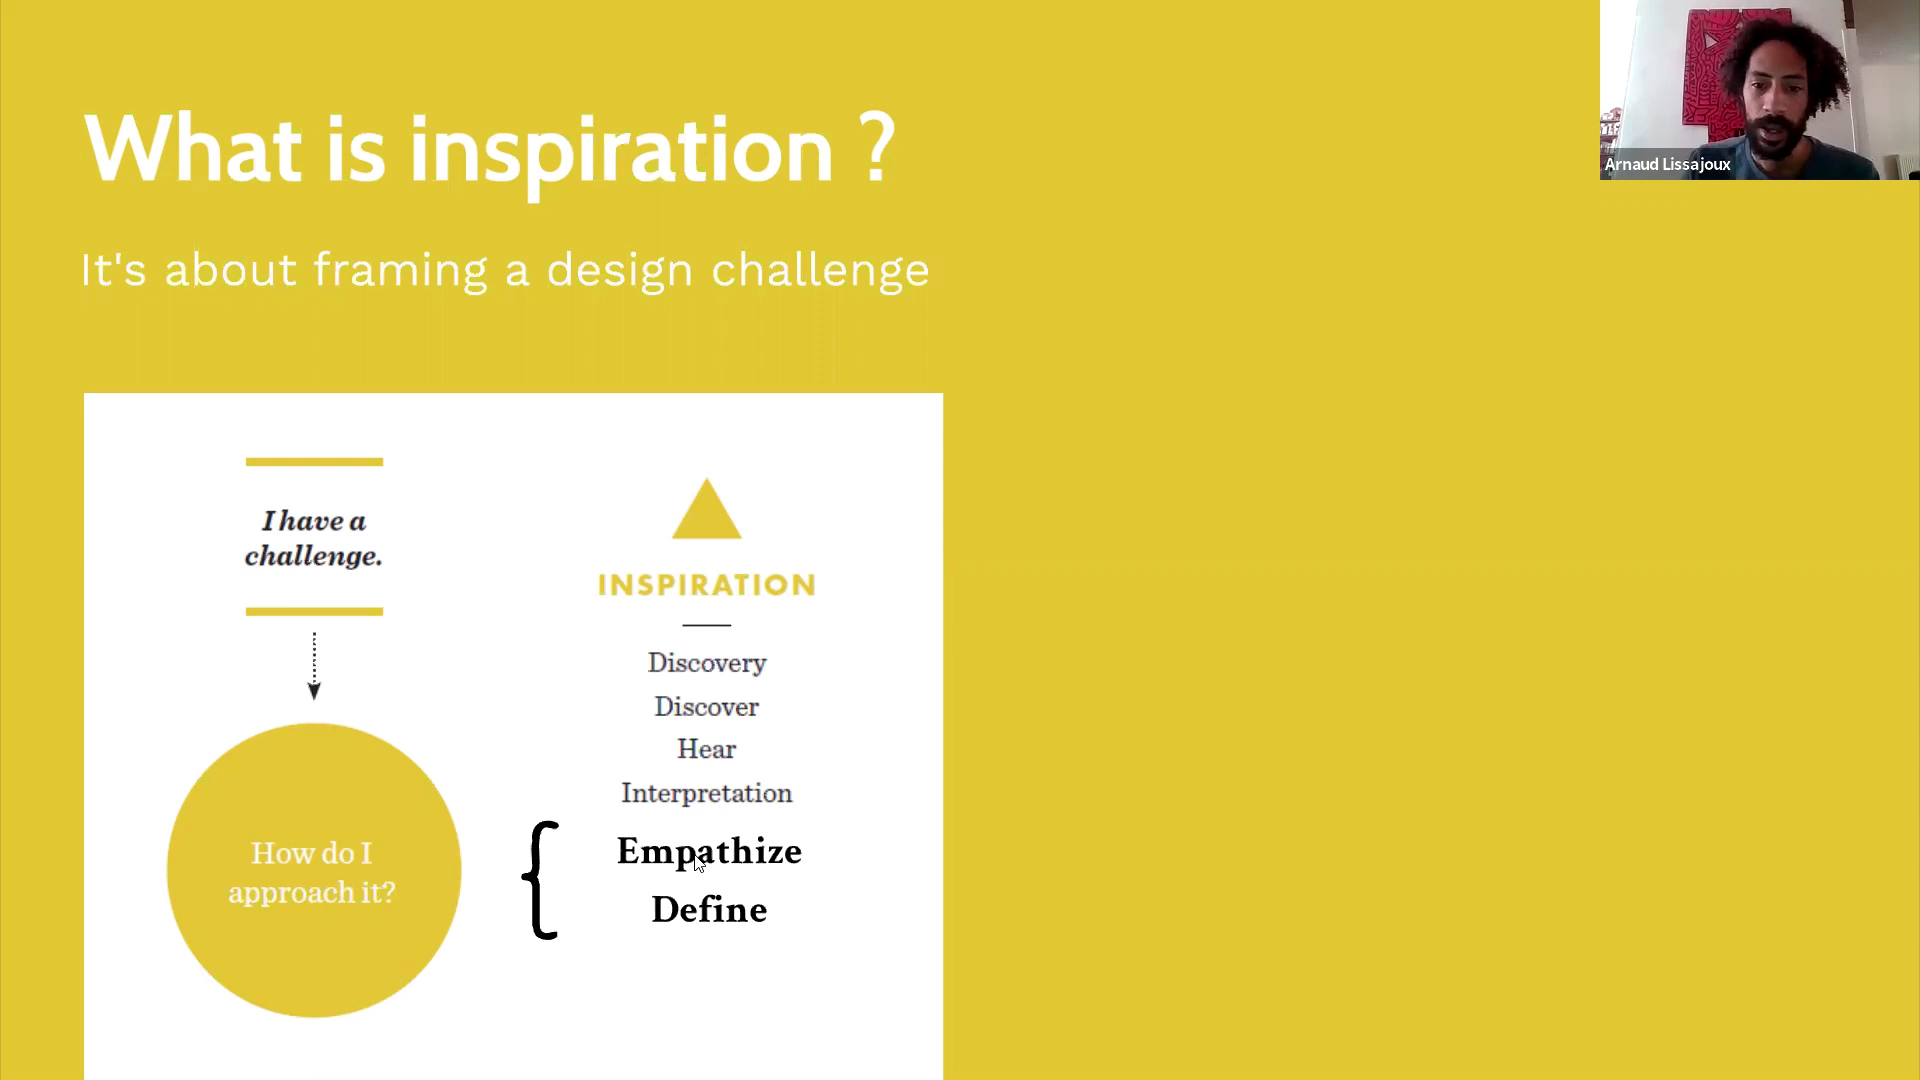 What is inspiration ?
It's about framing a design challenge
Arnaud Lissajoux
I have a
challenge.
How do I
approach it?
INSPIRATION
Discovery
Discover
Hear
Interpretation
{
Empathize
Define